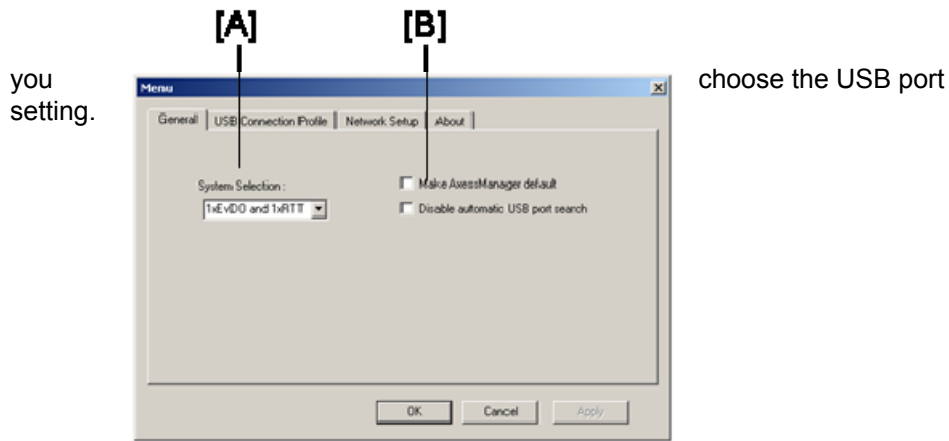 [A] [B]
you choose the USB port
setting.
Menu
General USB Connection Profile Network Setup About
System Selection : Make AxessManager default
1xEvDO and 1xRTT Disable automatic USB port search
OK Cancel Apply